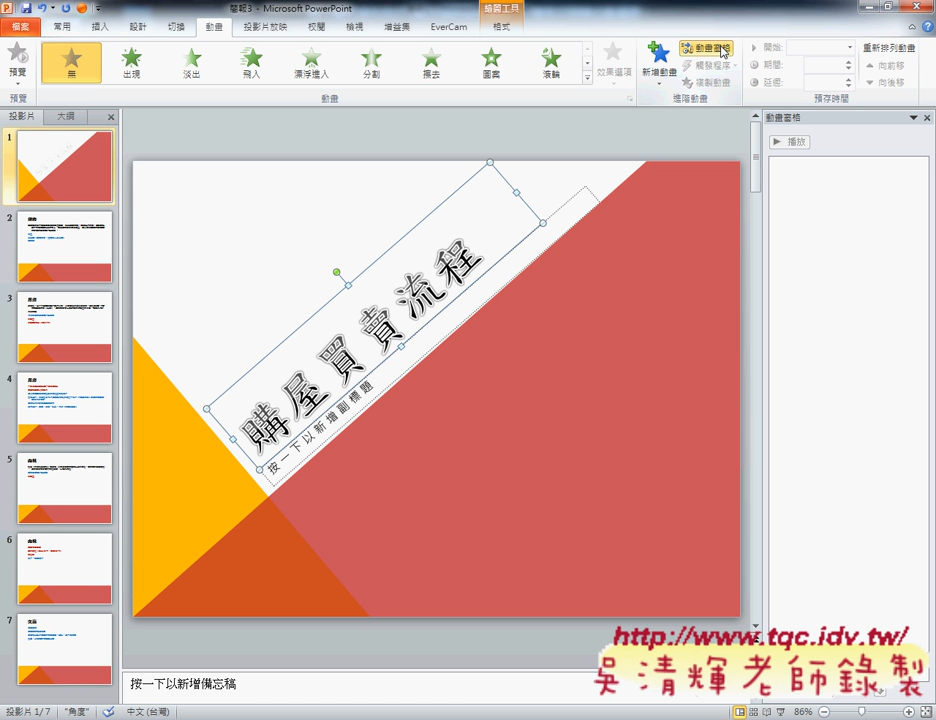 簡報3 - Microsoft PowerPoint
繪圖工具
檔案 常用 插入 設計 切換 動畫 投影片放映 校閱 檢視 增益集 EverCam 格式
預覽 無 出現 淡出 飛入 漂浮進入 分割 擦去 圖案 滾輪 效果選項 新增動畫
動畫窗格
觸發程序
複製動畫
開始:
期間:
延遲:
重新排列動畫
向前移
向後移
預覽 動畫 進階動畫 預存時間
投影片 大綱
動畫窗格
播放
1
2
3
4
5
6
7
購屋買賣流程
按一下以新增副標題
http://www.tqc.idv.tw/
吳清輝老師錄製
按一下以新增備忘稿
投影片 1/7 "角度" 中文 (台灣) 86%